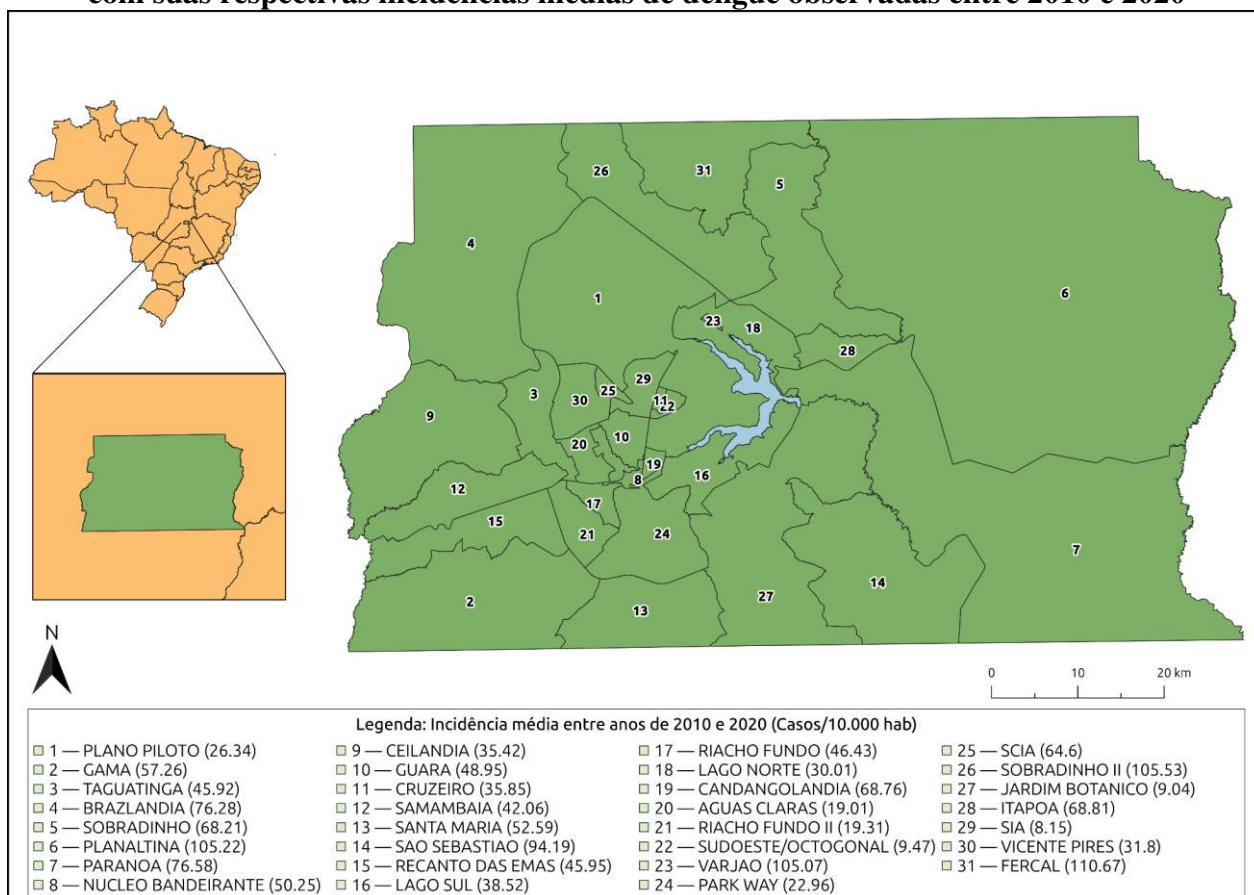 com suas respectivas incidências médias de dengue observadas entre 2010 e 2020
26
31
5
4
6
1
23
18
28
29
25
3
30
11
22
9
10
20
19
16
8
12
17
15
24
21
7
14
27
2
13
N
0 10 20 km
Legenda: Incidência média entre anos de 2010 e 2020 (Casos/10.000 hab)
1 — PLANO PILOTO (26.34)
2 — GAMA (57.26)
3 — TAGUATINGA (45.92)
4 — BRAZLANDIA (76.28)
5 — SOBRADINHO (68.21)
6 — PLANALTINA (105.22)
7 — PARANOA (76.58)
8 — NUCLEO BANDEIRANTE (50.25)
9 — CEILANDIA (35.42)
10 — GUARA (48.95)
11 — CRUZEIRO (35.85)
12 — SAMAMBAIA (42.06)
13 — SANTA MARIA (52.59)
14 — SAO SEBASTIAO (94.19)
15 — RECANTO DAS EMAS (45.95)
16 — LAGO SUL (38.52)
17 — RIACHO FUNDO (46.43)
18 — LAGO NORTE (30.01)
19 — CANDANGOLANDIA (68.76)
20 — AGUAS CLARAS (19.01)
21 — RIACHO FUNDO II (19.31)
22 — SUDOESTE/OCTOGONAL (9.47)
23 — VARJAO (105.07)
24 — PARK WAY (22.96)
25 — SCIA (64.6)
26 — SOBRADINHO II (105.53)
27 — JARDIM BOTANICO (9.04)
28 — ITAPOA (68.81)
29 — SIA (8.15)
30 — VICENTE PIRES (31.8)
31 — FERCAL (110.67)